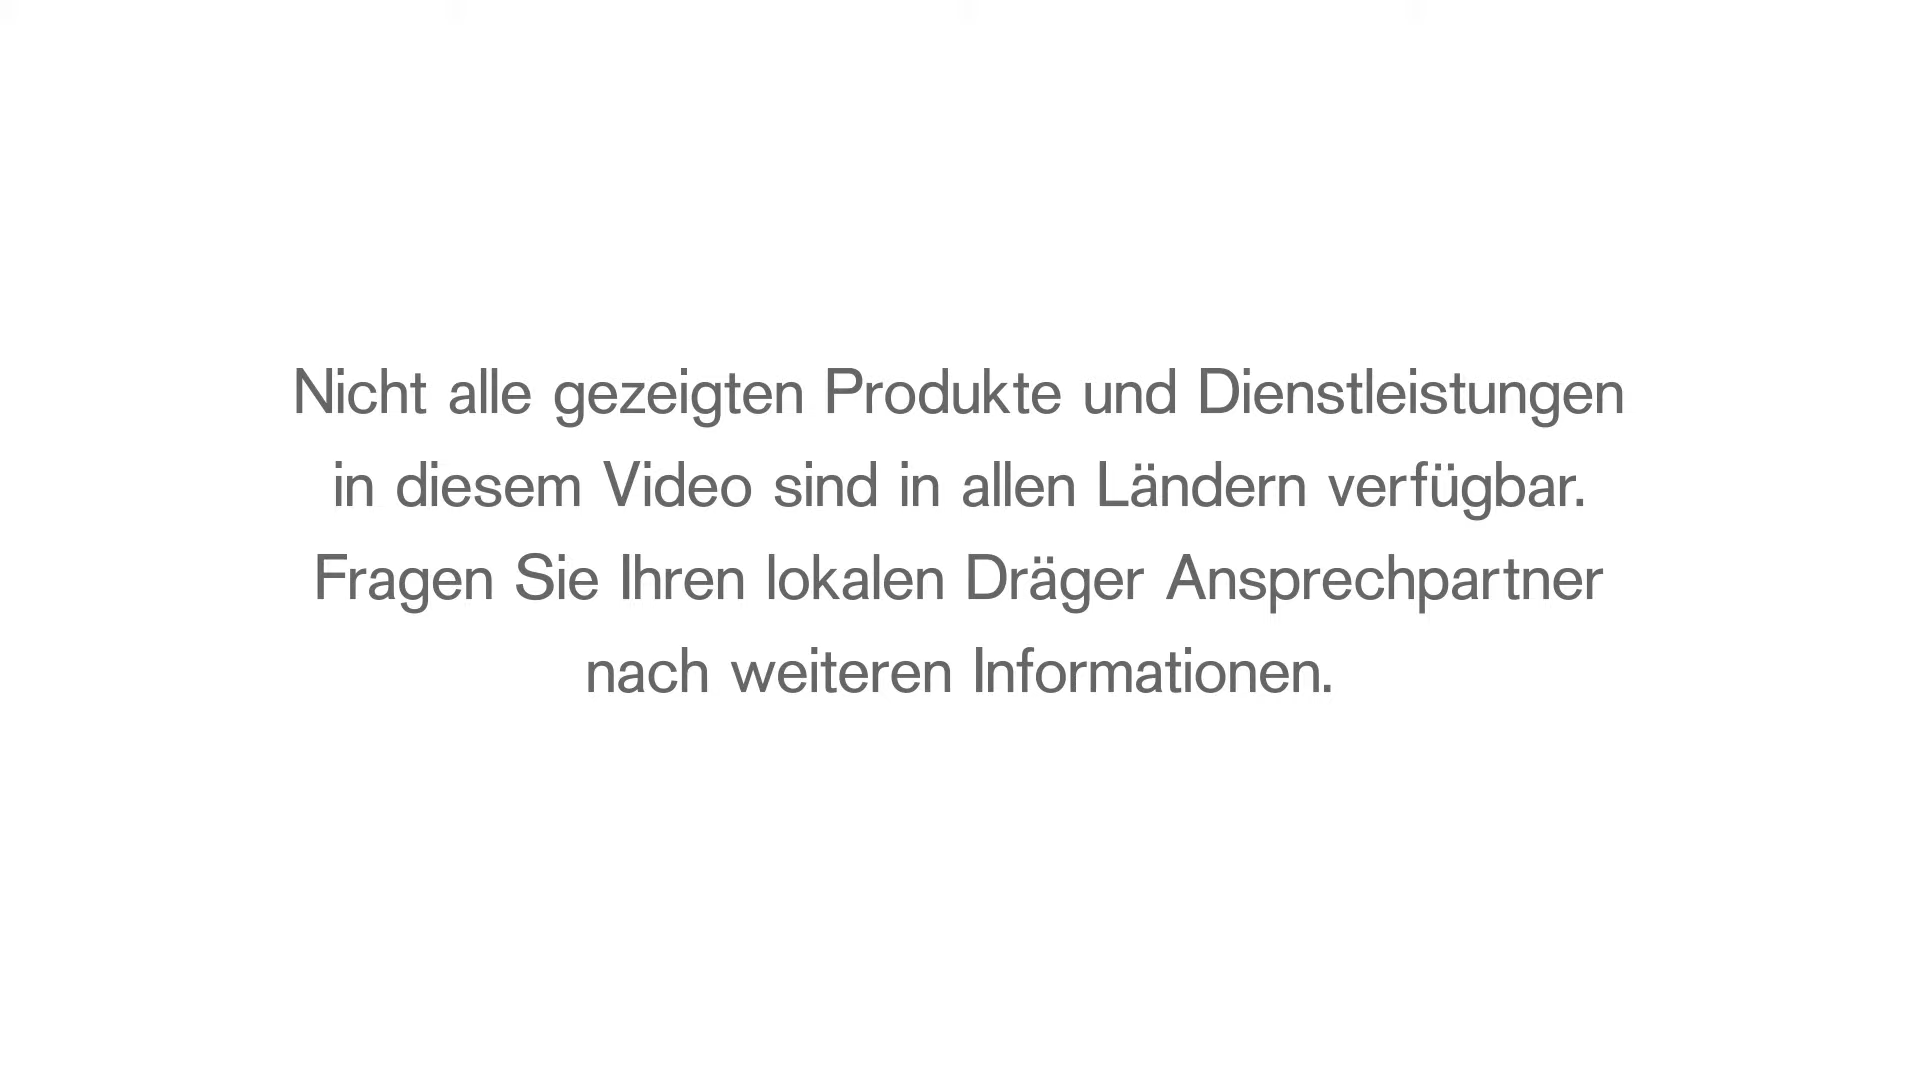 Nicht alle gezeigten Produkte und Dienstleistungen
in diesem Video sind in allen Ländern verfügbar.
Fragen Sie Ihren lokalen Dräger Ansprechpartner
nach weiteren Informationen.